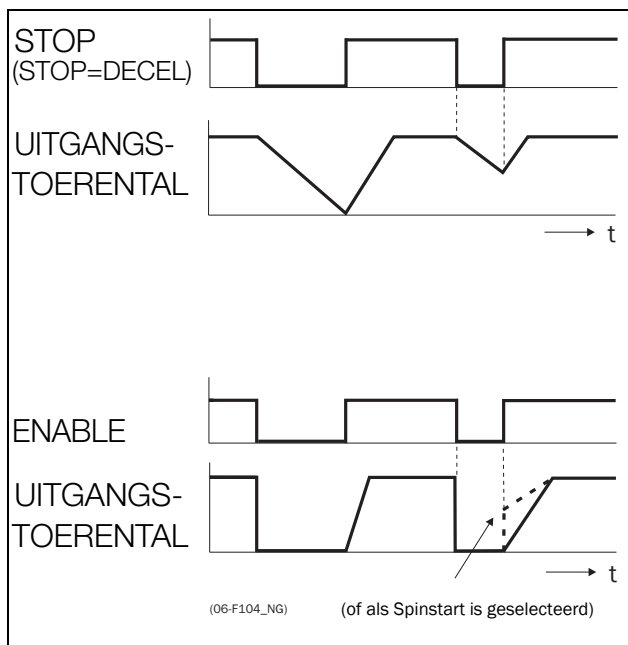 STOP
(STOP=DECEL)
UITGANGS-
TOERENTAL
t
ENABLE
UITGANGS-
TOERENTAL
t
(06-F104_NG)
(of als Spinstart is geselecteerd)